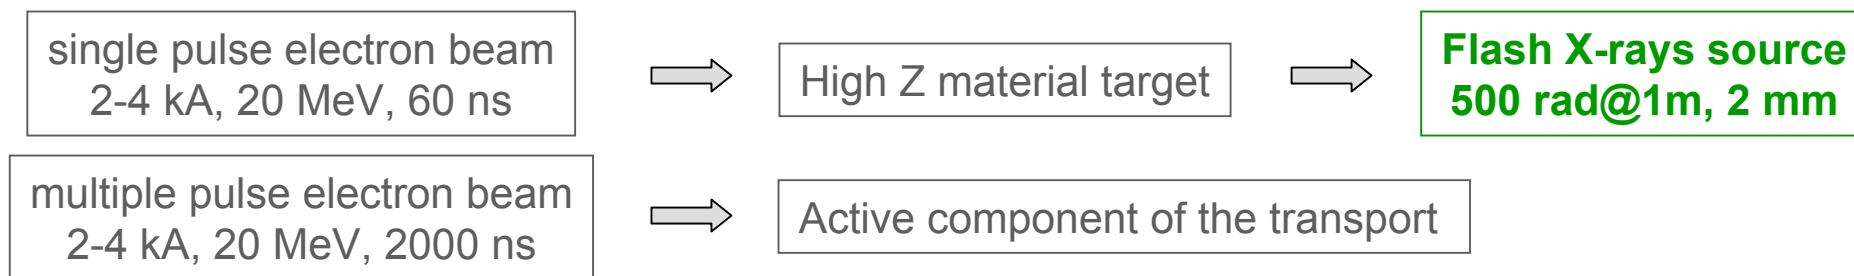 single pulse electron beam
2-4 kA, 20 MeV, 60 ns
High Z material target
Flash X-rays source
500 rad@1m, 2 mm
multiple pulse electron beam
2-4 kA, 20 MeV, 2000 ns
Active component of the transport